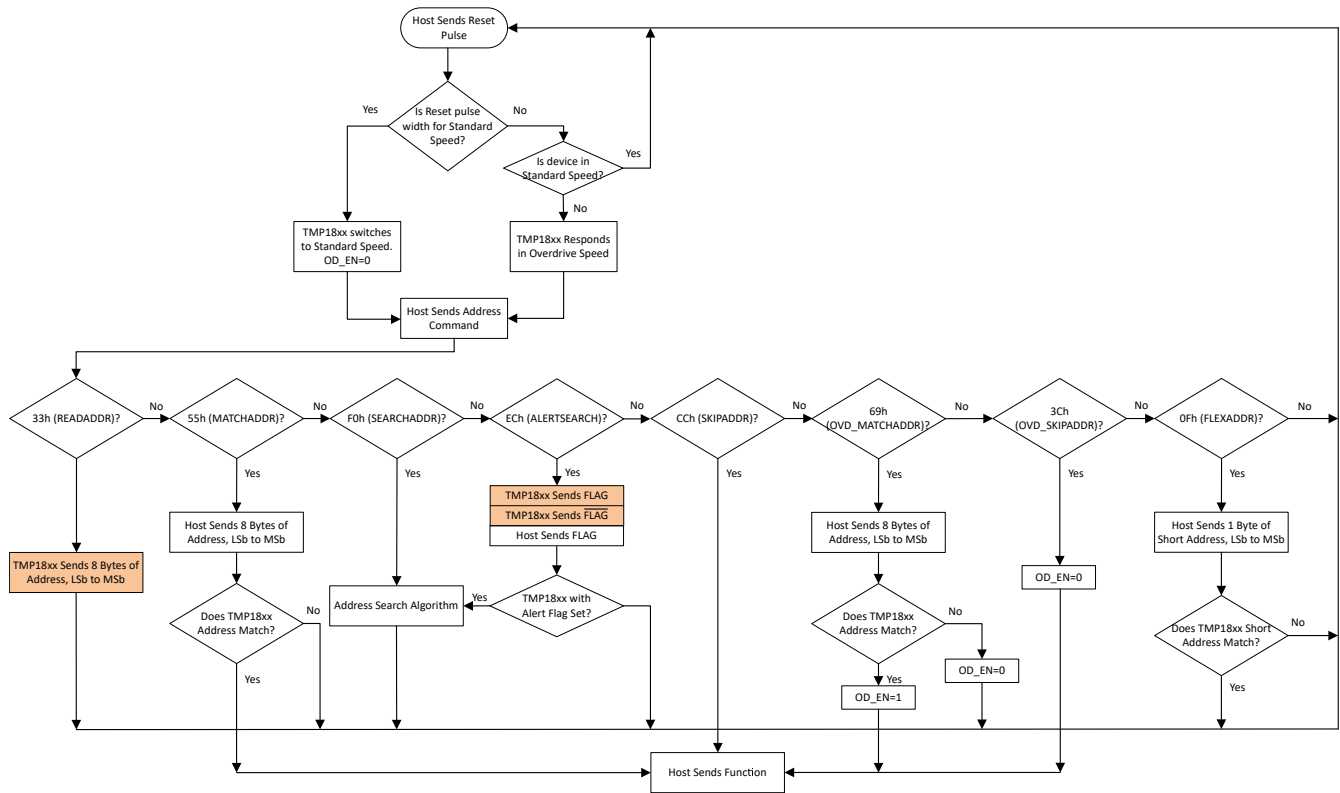 Host Sends Reset
Pulse
Yes
Is Reset pulse
width for Standard
Speed?
No
Is device in
Standard Speed?
Yes
No
TMP18xx switches
to Standard Speed.
OD_EN=0
TMP18xx Responds
in Overdrive Speed
Host Sends Address
Command
33h (READADDR)?
No
55h (MATCHADDR)?
No
F0h (SEARCHADDR)?
No
ECh (ALERTSEARCH)?
No
CCh (SKIPADDR)?
No
69h
(OVD_MATCHADDR)?
No
3Ch
(OVD_SKIPADDR)?
No
0Fh (FLEXADDR)?
No
Yes
Yes
Yes
Yes
Yes
Yes
Yes
Yes
TMP18xx Sends 8 Bytes of
Address, LSb to MSb
Host Sends 8 Bytes of
Address, LSb to MSb
Does TMP18xx
Address Match?
No
Yes
Address Search Algorithm
TMP18xx Sends FLAG
TMP18xx Sends F̅L̅A̅G̅
Host Sends FLAG
TMP18xx with
Alert Flag Set?
Yes
No
Host Sends 8 Bytes of
Address, LSb to MSb
Does TMP18xx
Address Match?
No
Yes
OD_EN=0
OD_EN=1
OD_EN=0
Host Sends 1 Byte of
Short Address, LSb to MSb
Does TMP18xx Short
Address Match?
No
Yes
Host Sends Function